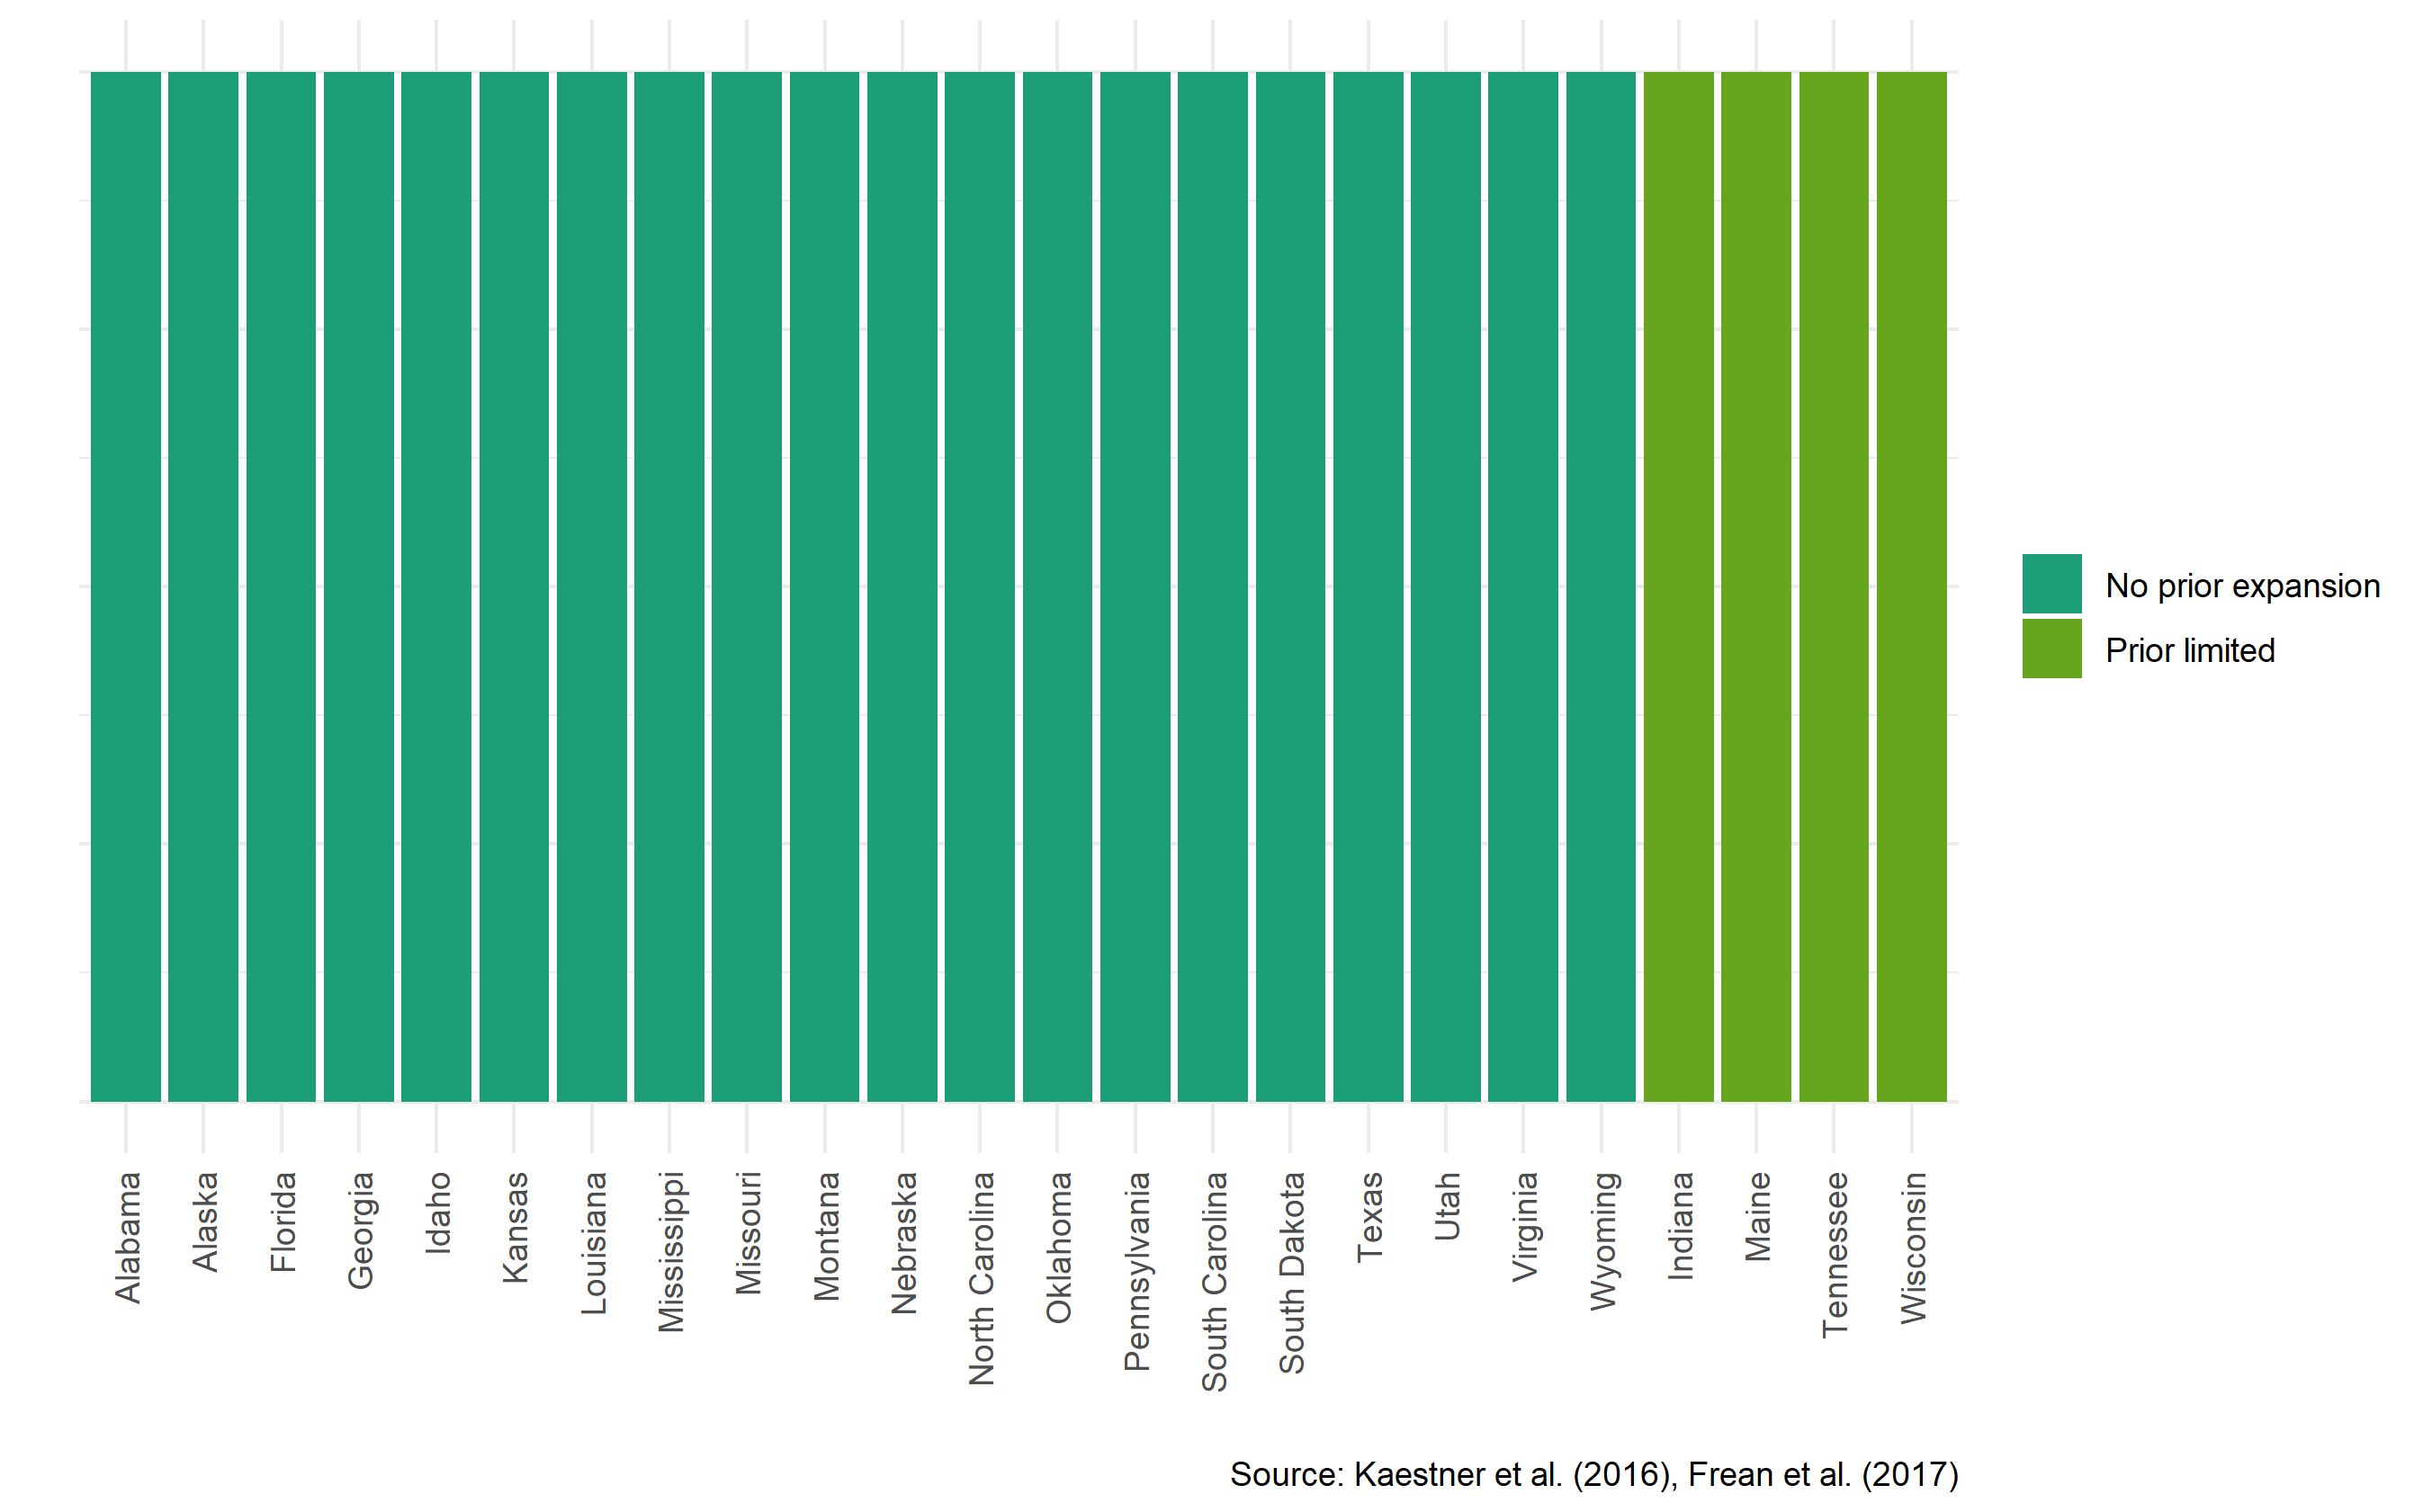 No prior expansion
Prior limited
Alabama
Alaska
Florida
Georgia
Idaho
Kansas
Louisiana
Mississippi
Missouri
Montana
Nebraska
North Carolina
Oklahoma
Pennsylvania
South Carolina
South Dakota
Texas
Utah
Virginia
Wyoming
Indiana
Maine
Tennessee
Wisconsin
Source: Kaestner et al. (2016), Frean et al. (2017)